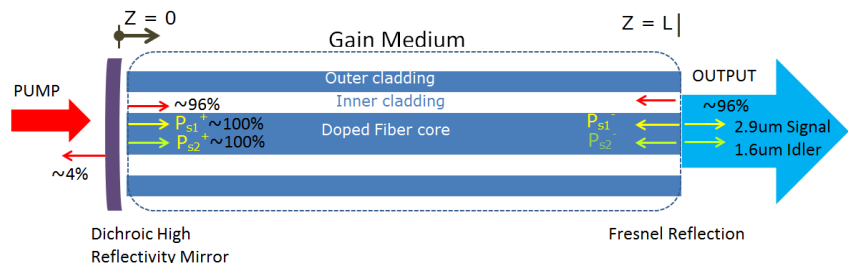 Z = 0
Gain Medium
Z = L
PUMP
Outer cladding
OUTPUT
Inner cladding
~96%
~96%
Ps1+ ~100%
Doped Fiber core
Ps1-
2.9um Signal
Ps2+ ~100%
Ps2-
1.6um Idler
~4%
Dichroic High
Reflectivity Mirror
Fresnel Reflection